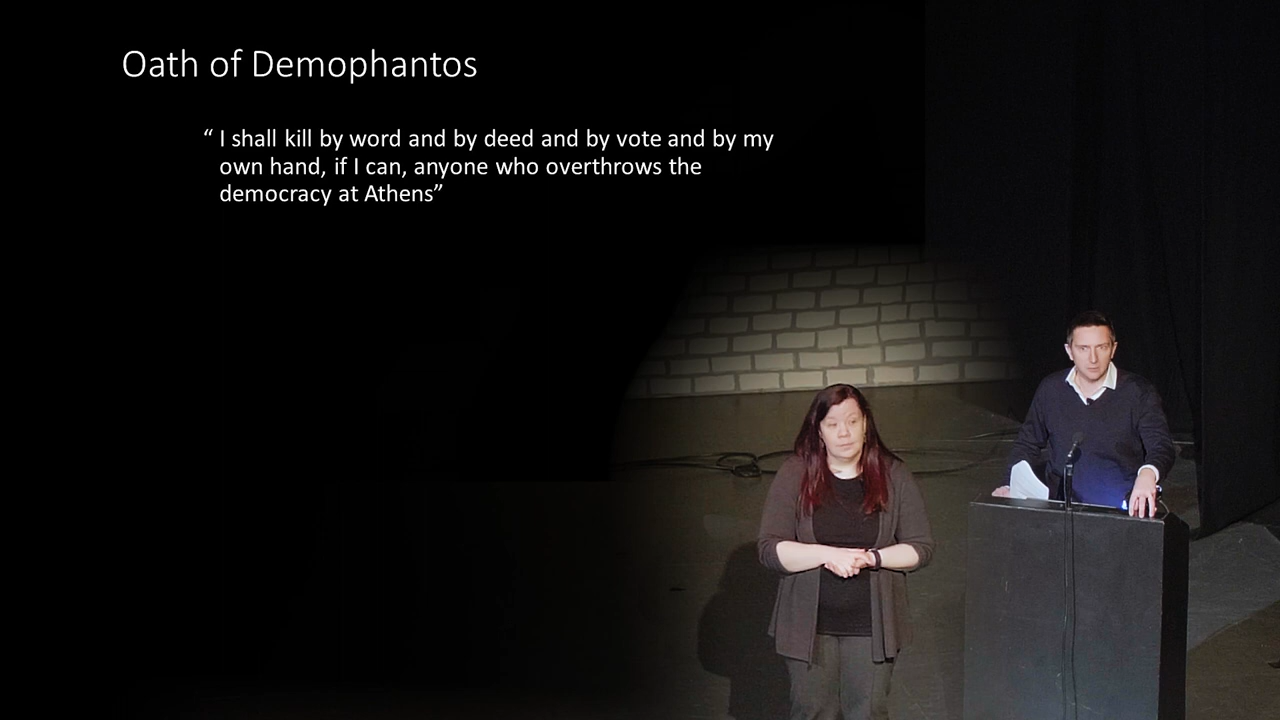 Oath of Demophantos
“ I shall kill by word and by deed and by vote and by my
own hand, if I can, anyone who overthrows the
democracy at Athens”